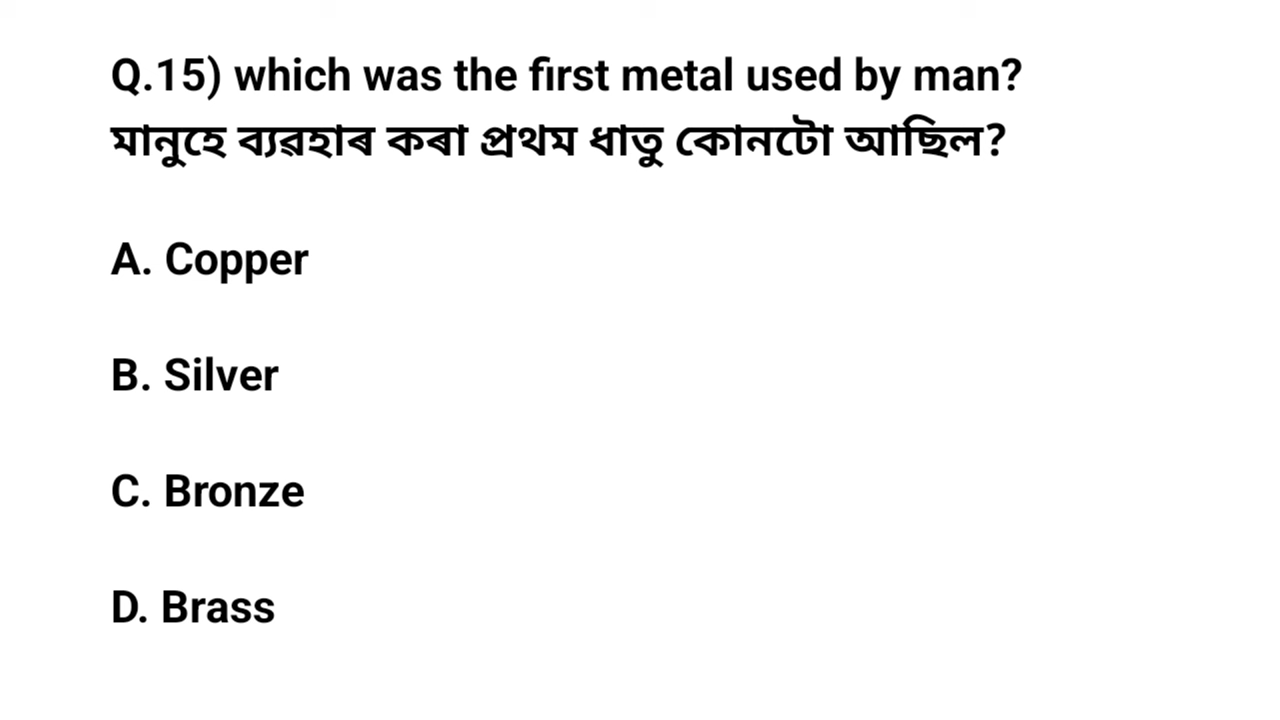 Q.15) which was the first metal used by man?
মানুহে ব্যৱহাৰ কৰা প্ৰথম ধাতু কোনটো আছিল?
A. Copper
B. Silver
C. Bronze
D. Brass